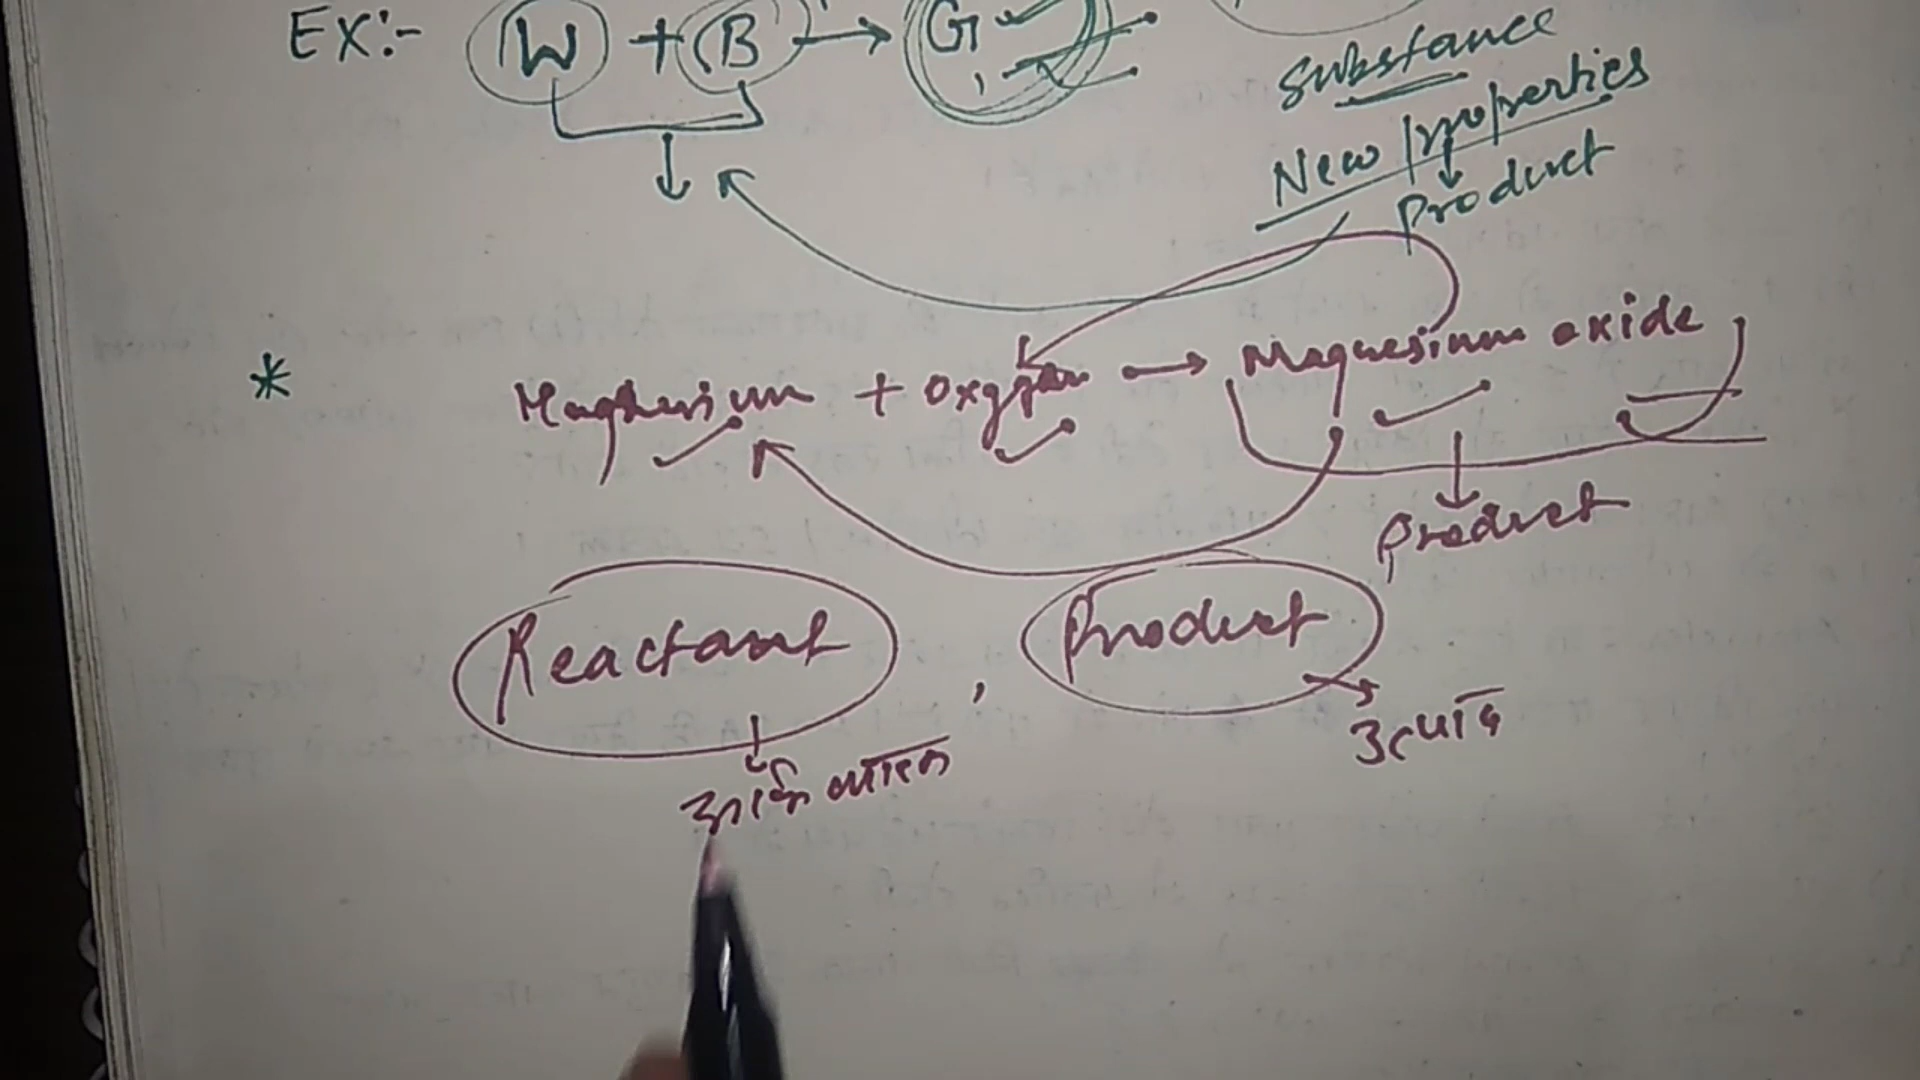 EX:- W + B → G
Substance
New properties
Product
* Magnesium + oxygen → Magnesium oxide
Product
Reactant , Product
अभिकारक
उत्पाद